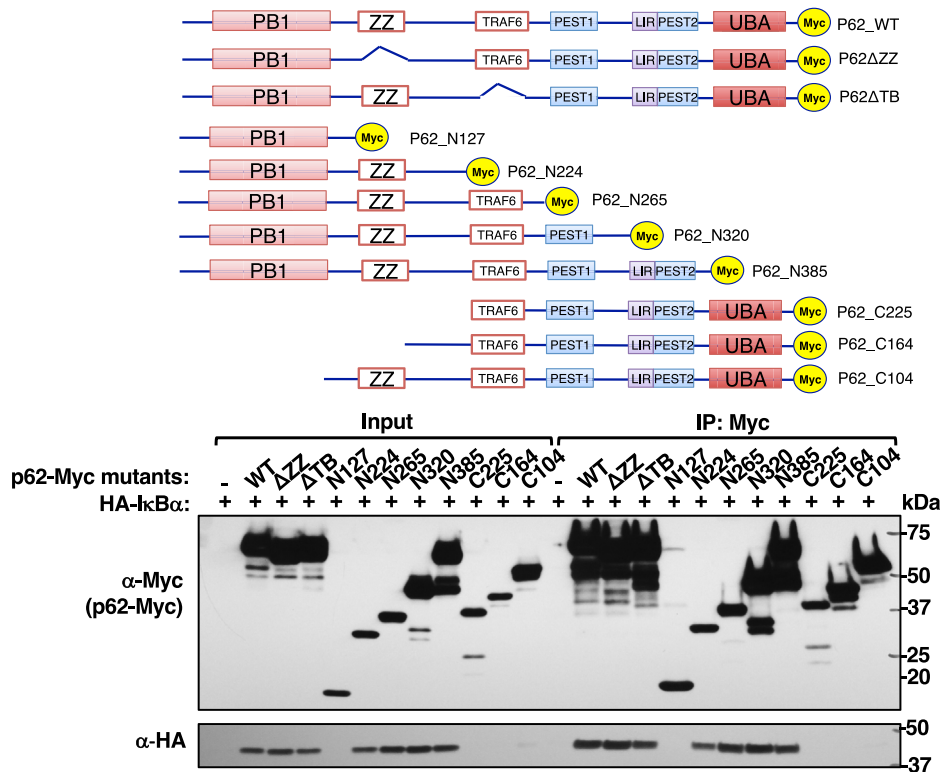 PB1 ZZ TRAF6 PEST1 LIR PEST2 UBA Myc P62_WT
PB1 TRAF6 PEST1 LIR PEST2 UBA Myc P62ΔZZ
PB1 ZZ PEST1 LIR PEST2 UBA Myc P62ΔTB
PB1 Myc P62_N127
PB1 ZZ Myc P62_N224
PB1 ZZ TRAF6 Myc P62_N265
PB1 ZZ TRAF6 PEST1 Myc P62_N320
PB1 ZZ TRAF6 PEST1 LIR PEST2 Myc P62_N385
TRAF6 PEST1 LIR PEST2 UBA Myc P62_C225
TRAF6 PEST1 LIR PEST2 UBA Myc P62_C164
ZZ TRAF6 PEST1 LIR PEST2 UBA Myc P62_C104
Input IP: Myc
p62-Myc mutants: - WT ΔZZ ΔTB N127 N224 N265 N320 N385 C225 C164 C104 - WT ΔZZ ΔTB N127 N224 N265 N320 N385 C225 C164 C104
HA-IκBα: + + + + + + + + + + + + + + + + + + + + + + + + kDa
-75
α-Myc
(p62-Myc)
-50
-37
-25
-20
α-HA
-50
-37